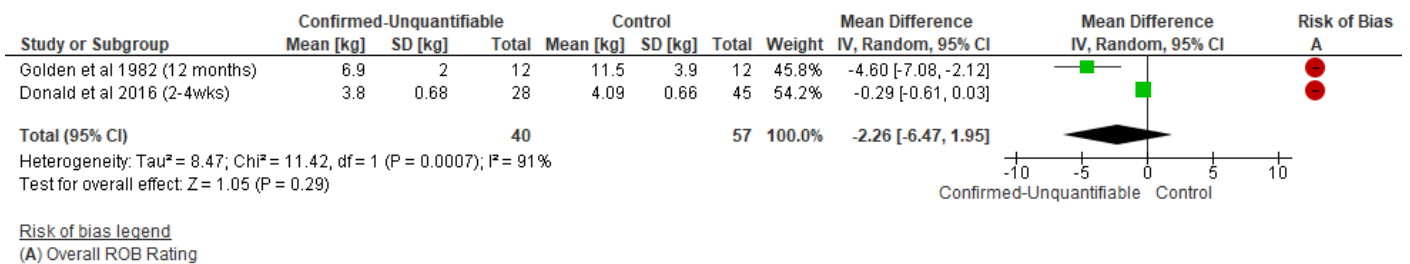 Confirmed-Unquantifiable Control Mean Difference Mean Difference Risk of Bias
Study or Subgroup Mean [kg] SD [kg] Total Mean [kg] SD [kg] Total Weight IV, Random, 95% CI IV, Random, 95% CI A
Golden et al 1982 (12 months) 6.9 2 12 11.5 3.9 12 45.8% -4.60 [-7.08, -2.12]
Donald et al 2016 (2-4wks) 3.8 0.68 28 4.09 0.66 45 54.2% -0.29 [-0.61, 0.03]
Total (95% CI) 40 57 100.0% -2.26 [-6.47, 1.95]
Heterogeneity: Tau² = 8.47; Chi² = 11.42, df = 1 (P = 0.0007); I² = 91%
Test for overall effect: Z = 1.05 (P = 0.29)
-10 -5 0 5 10
Confirmed-Unquantifiable Control
Risk of bias legend
(A) Overall ROB Rating